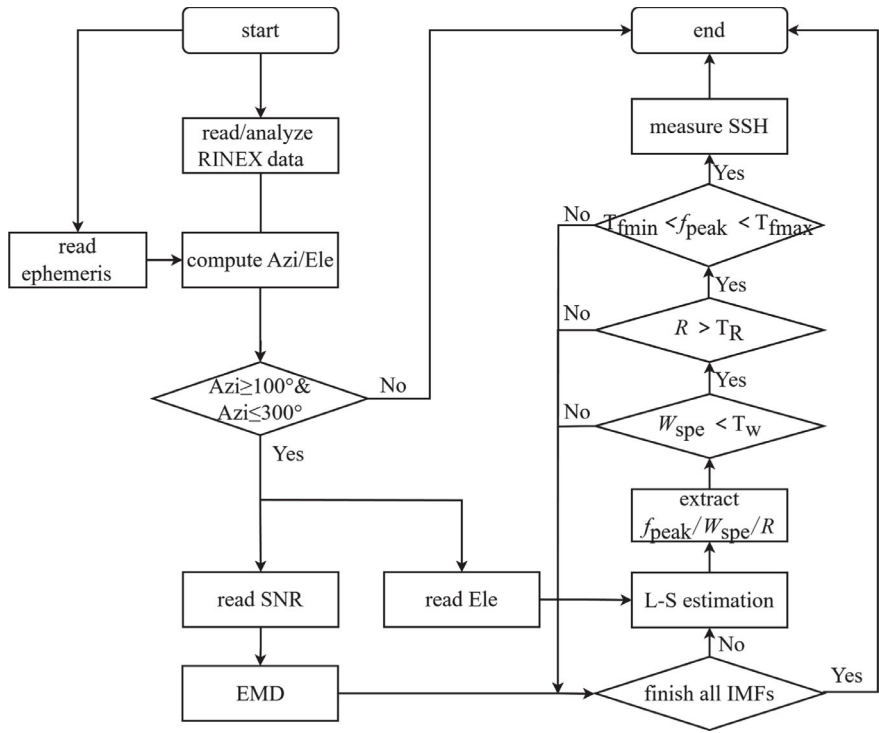 start
end
read/analyze
RINEX data
measure SSH
Yes
No
T_fmin < f_peak < T_fmax
read
ephemeris
compute Azi/Ele
Yes
No
R > T_R
Azi≥100°&
Azi≤300°
No
Yes
No
W_spe < T_w
Yes
extract
f_peak/W_spe/R
read SNR
read Ele
L-S estimation
No
EMD
finish all IMFs
Yes